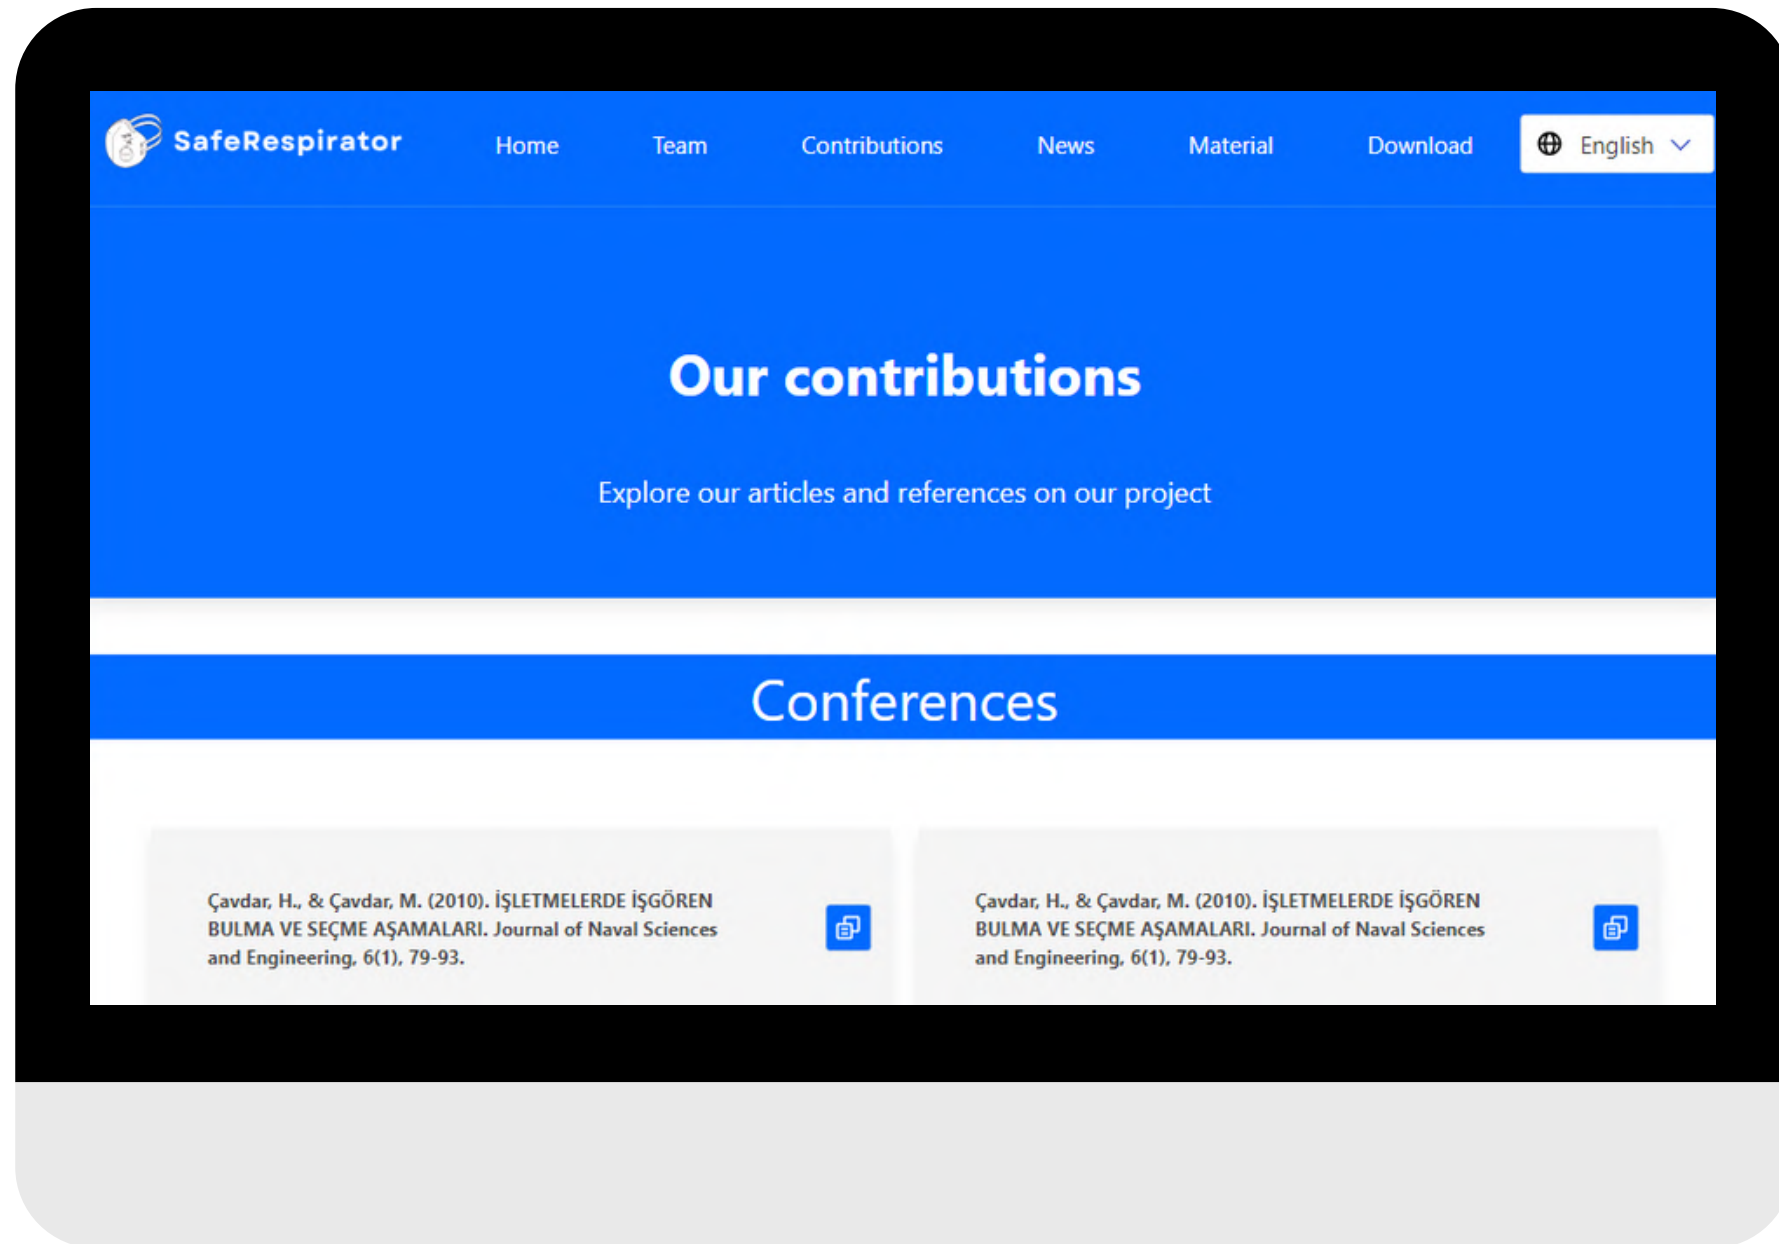 SafeRespirator
Home
Team
Contributions
News
Material
Download
English
Our contributions
Explore our articles and references on our project
Conferences
Çavdar, H., & Çavdar, M. (2010). İŞLETMELERDE İŞGÖREN
BULMA VE SEÇME AŞAMALARI. Journal of Naval Sciences
and Engineering, 6(1), 79-93.
Çavdar, H., & Çavdar, M. (2010). İŞLETMELERDE İŞGÖREN
BULMA VE SEÇME AŞAMALARI. Journal of Naval Sciences
and Engineering, 6(1), 79-93.